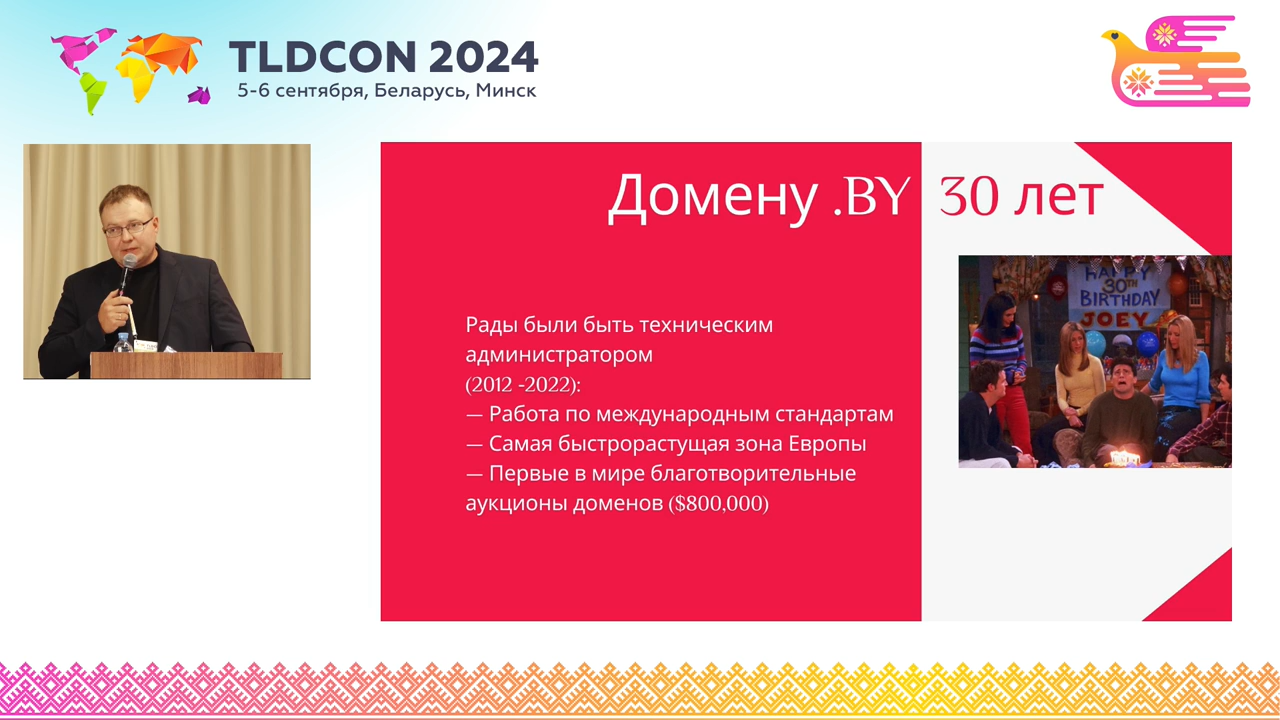 TLDCON 2024
5-6 сентября, Беларусь, Минск
Домену .BY 30 лет
Рады были быть техническим
администратором
(2012 -2022):
— Работа по международным стандартам
— Самая быстрорастущая зона Европы
— Первые в мире благотворительные
аукционы доменов ($800,000)
HAPPY
30TH
BIRTHDAY
JOEY